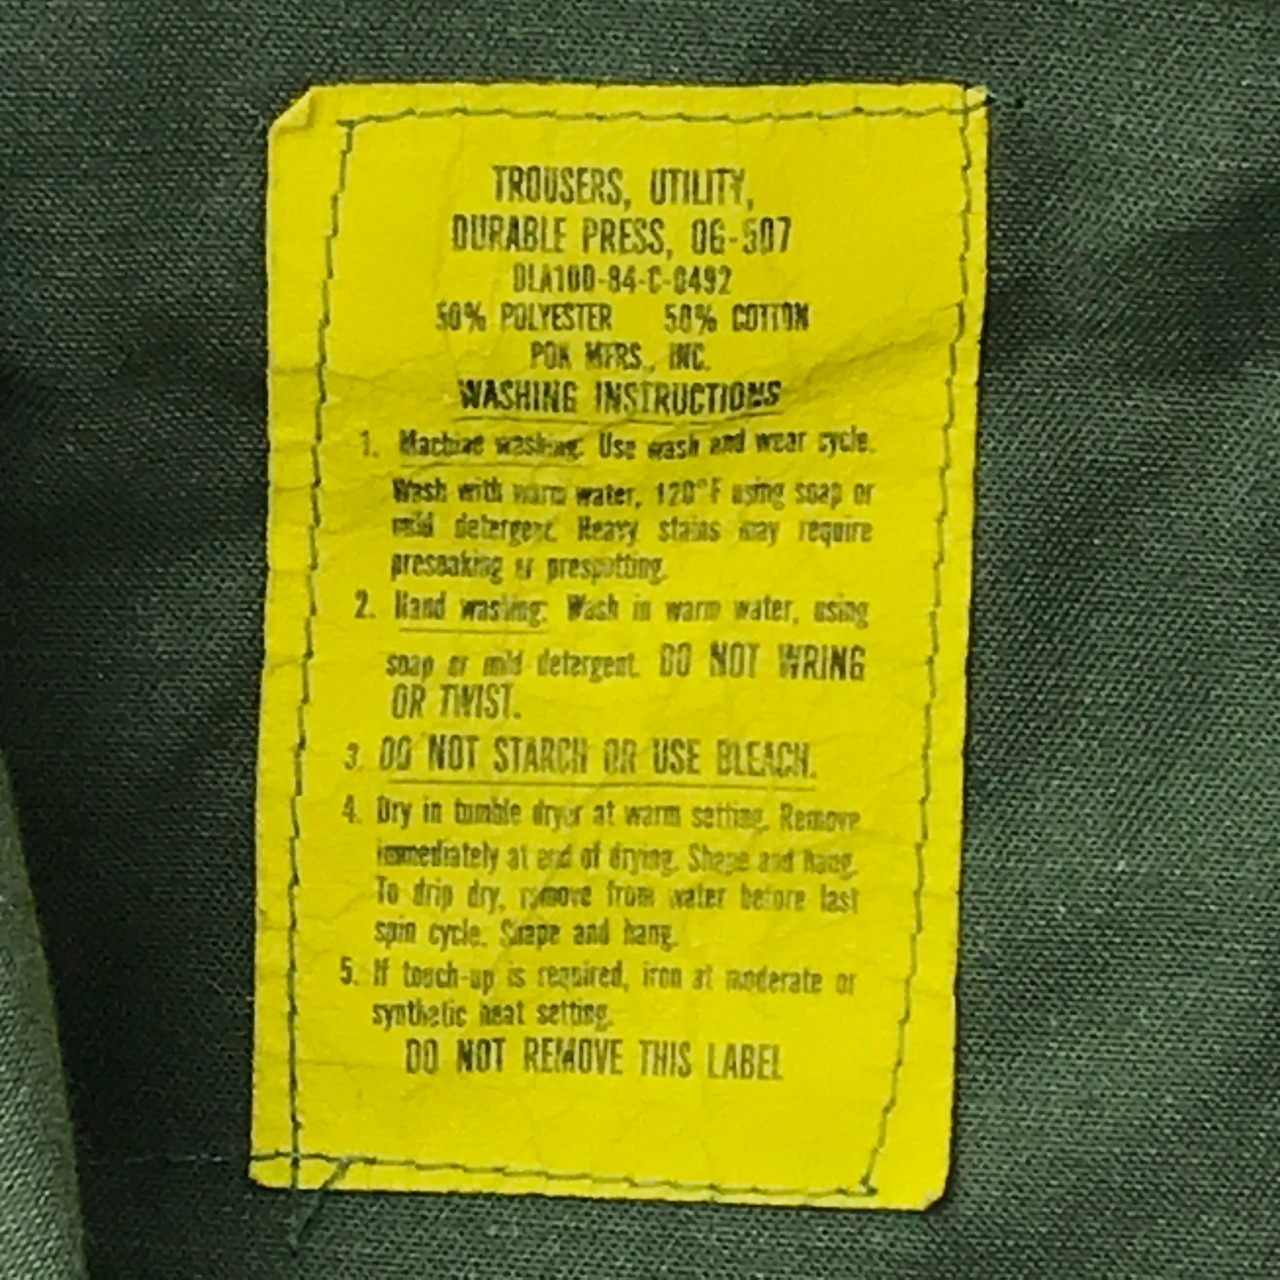 TROUSERS, UTILITY,
DURABLE PRESS, OG-507
DLA100-84-C-0492
50% POLYESTER 50% COTTON
POK MFRS., INC.
WASHING INSTRUCTIONS
1. Machine washing: Use wash and wear cycle.
Wash with warm water, 120°F using soap or
mild detergent. Heavy stains may require
presoaking or prespotting.
2. Hand washing: Wash in warm water, using
soap or mild detergent. DO NOT WRING
OR TWIST.
3. DO NOT STARCH OR USE BLEACH.
4. Dry in tumble dryer at warm setting. Remove
immediately at end of drying. Shape and hang.
To drip dry, remove from water before last
spin cycle. Shape and hang.
5. If touch-up is required, iron at moderate or
synthetic heat setting.
DO NOT REMOVE THIS LABEL